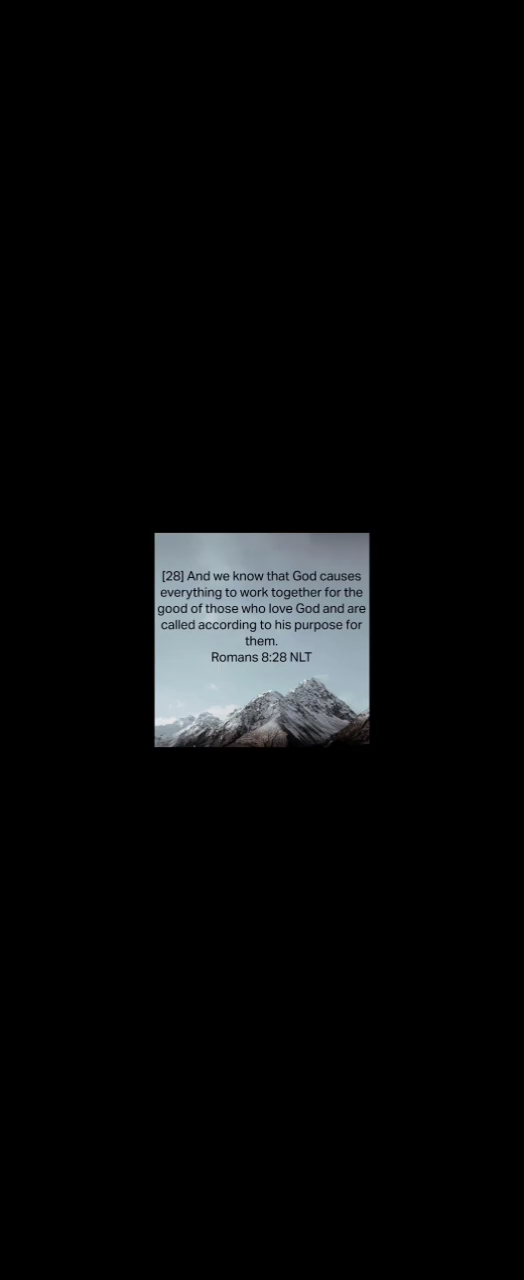 [28] And we know that God causes
everything to work together for the
good of those who love God and are
called according to his purpose for
them.
Romans 8:28 NLT